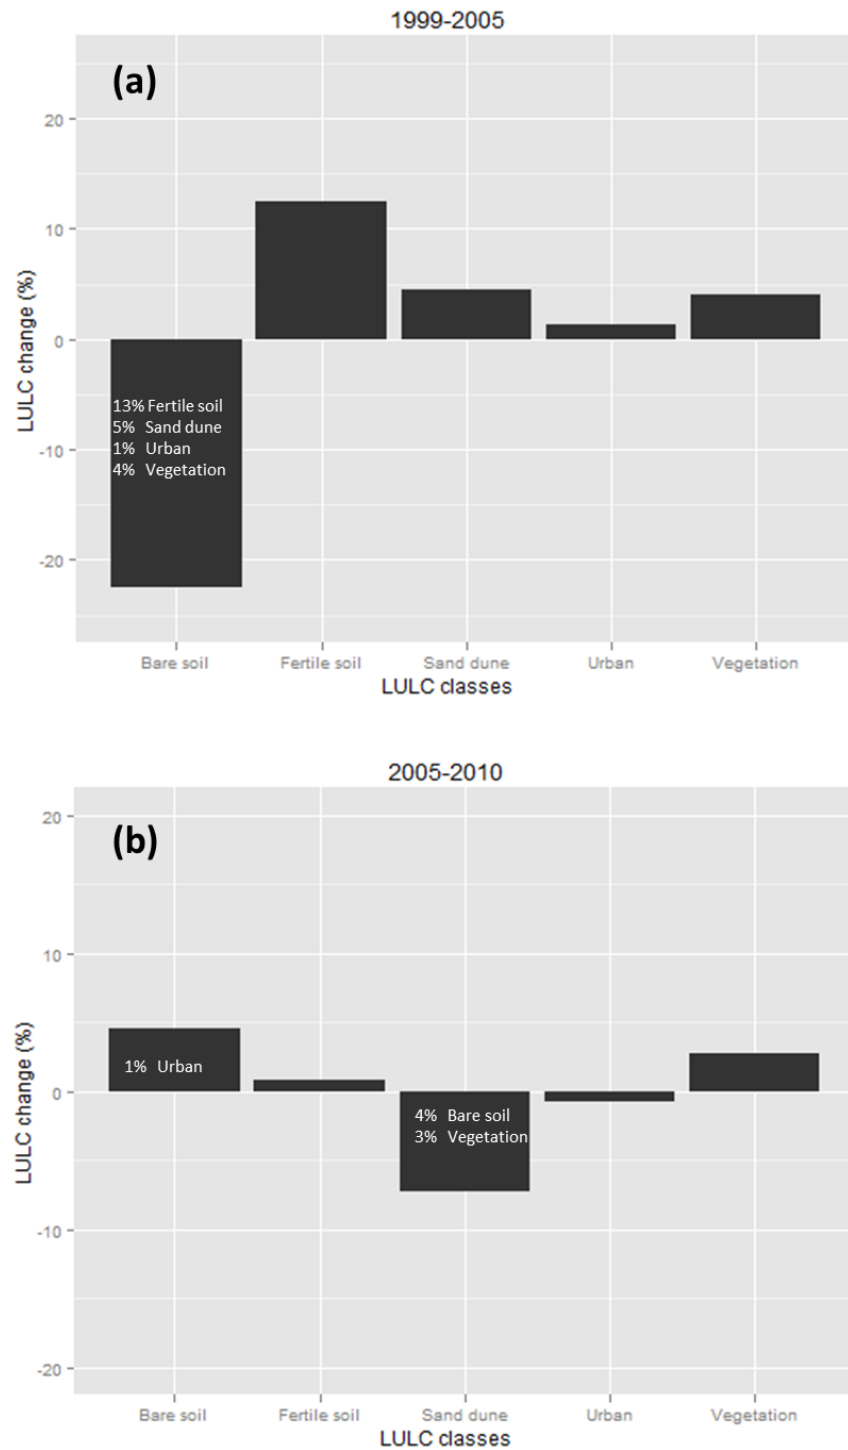 1999-2005
(a)
20
10
0
-10
-20
LULC change (%)
13% Fertile soil
5% Sand dune
1% Urban
4% Vegetation
Bare soil Fertile soil Sand dune Urban Vegetation
LULC classes
2005-2010
(b)
20
10
0
-10
-20
LULC change (%)
1% Urban
4% Bare soil
3% Vegetation
Bare soil Fertile soil Sand dune Urban Vegetation
LULC classes